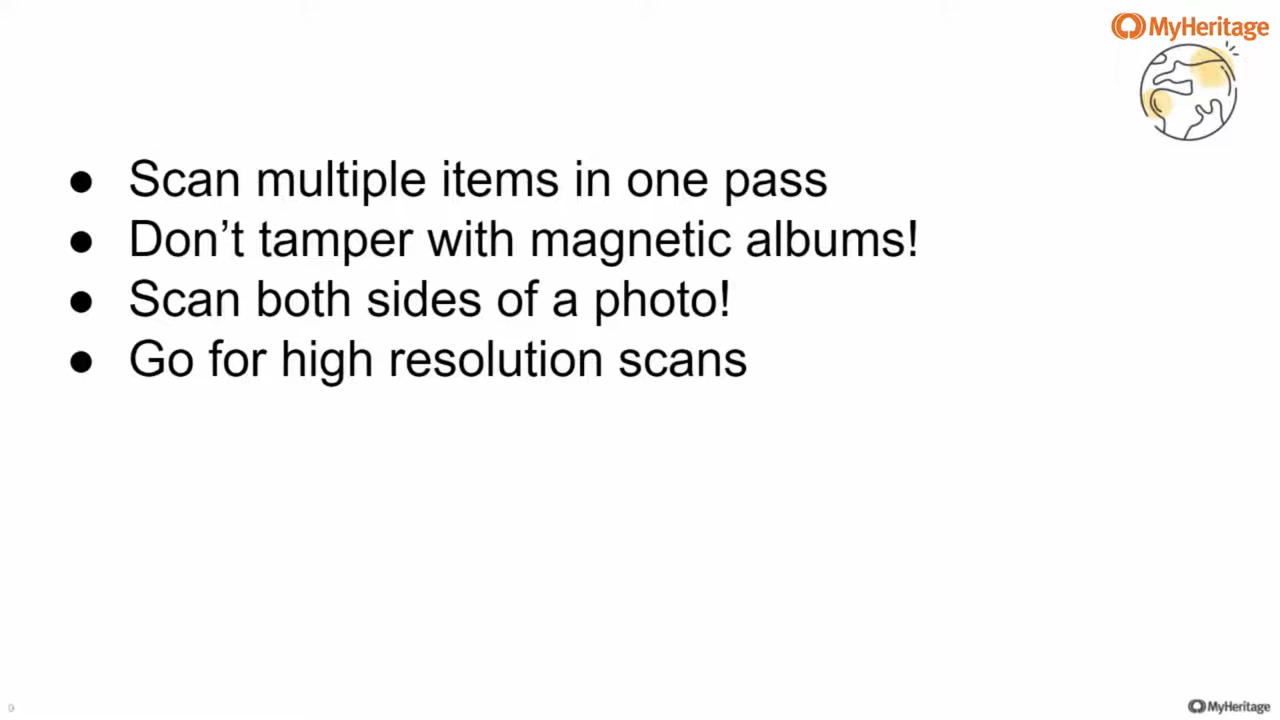 MyHeritage
● Scan multiple items in one pass
● Don’t tamper with magnetic albums!
● Scan both sides of a photo!
● Go for high resolution scans
9
MyHeritage